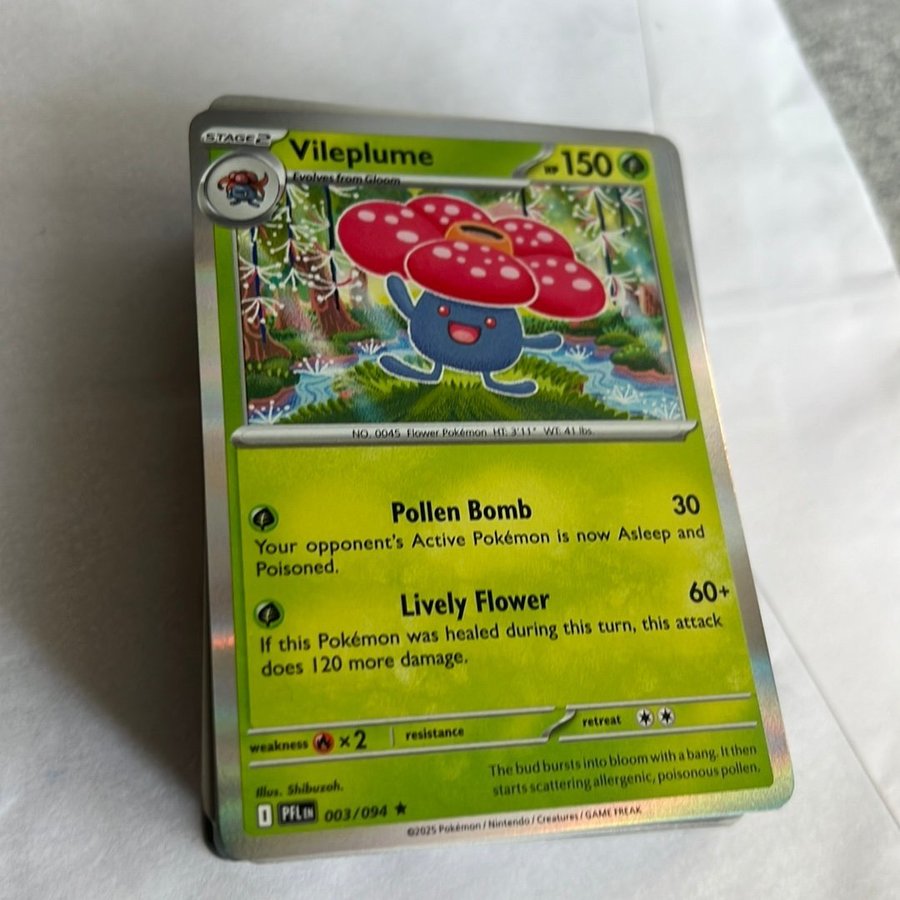 STAGE 2
Vileplume
HP 150
Evolves from Gloom
NO. 0045 Flower Pokémon HT: 3'11" WT: 41 lbs.
Pollen Bomb 30
Your opponent's Active Pokémon is now Asleep and
Poisoned.
Lively Flower 60+
If this Pokémon was healed during this turn, this attack
does 120 more damage.
weakness ×2 resistance retreat
The bud bursts into bloom with a bang. It then
starts scattering allergenic, poisonous pollen.
Illus. Shibuzoh.
I PFL EN 003/094 ★
©2025 Pokémon / Nintendo / Creatures / GAME FREAK